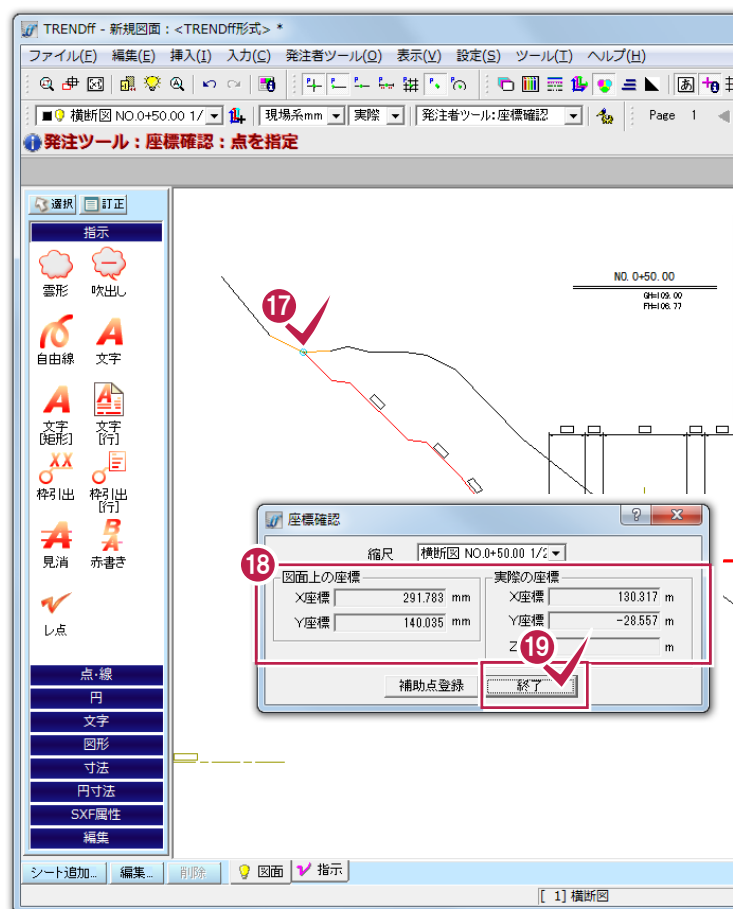 TRENDff - 新規図面 : <TRENDff形式> *
ファイル(F) 編集(E) 挿入(I) 入力(C) 発注者ツール(O) 表示(V) 設定(S) ツール(T) ヘルプ(H)
横断図 NO.0+50.00 1/ 現場系mm 実際 発注者ツール:座標確認 Page 1
発注ツール : 座標確認 : 点を指定
選択 訂正
指示
雲形 吹出し
自由線 文字
文字[矩形] 文字[行]
枠引出 枠引出[行]
見消 赤書き
レ点
点・線
円
文字
図形
寸法
円寸法
SXF属性
編集
NO. 0+50. 00
GH=109. 00
FH=106. 77
17
座標確認
縮尺 横断図 NO.0+50.00 1/2
18
図面上の座標
X座標 291.783 mm
Y座標 140.035 mm
実際の座標
X座標 130.317 m
Y座標 -28.557 m
Z m
19
補助点登録 終了
シート追加... 編集... 削除 図面 指示
[ 1] 横断図